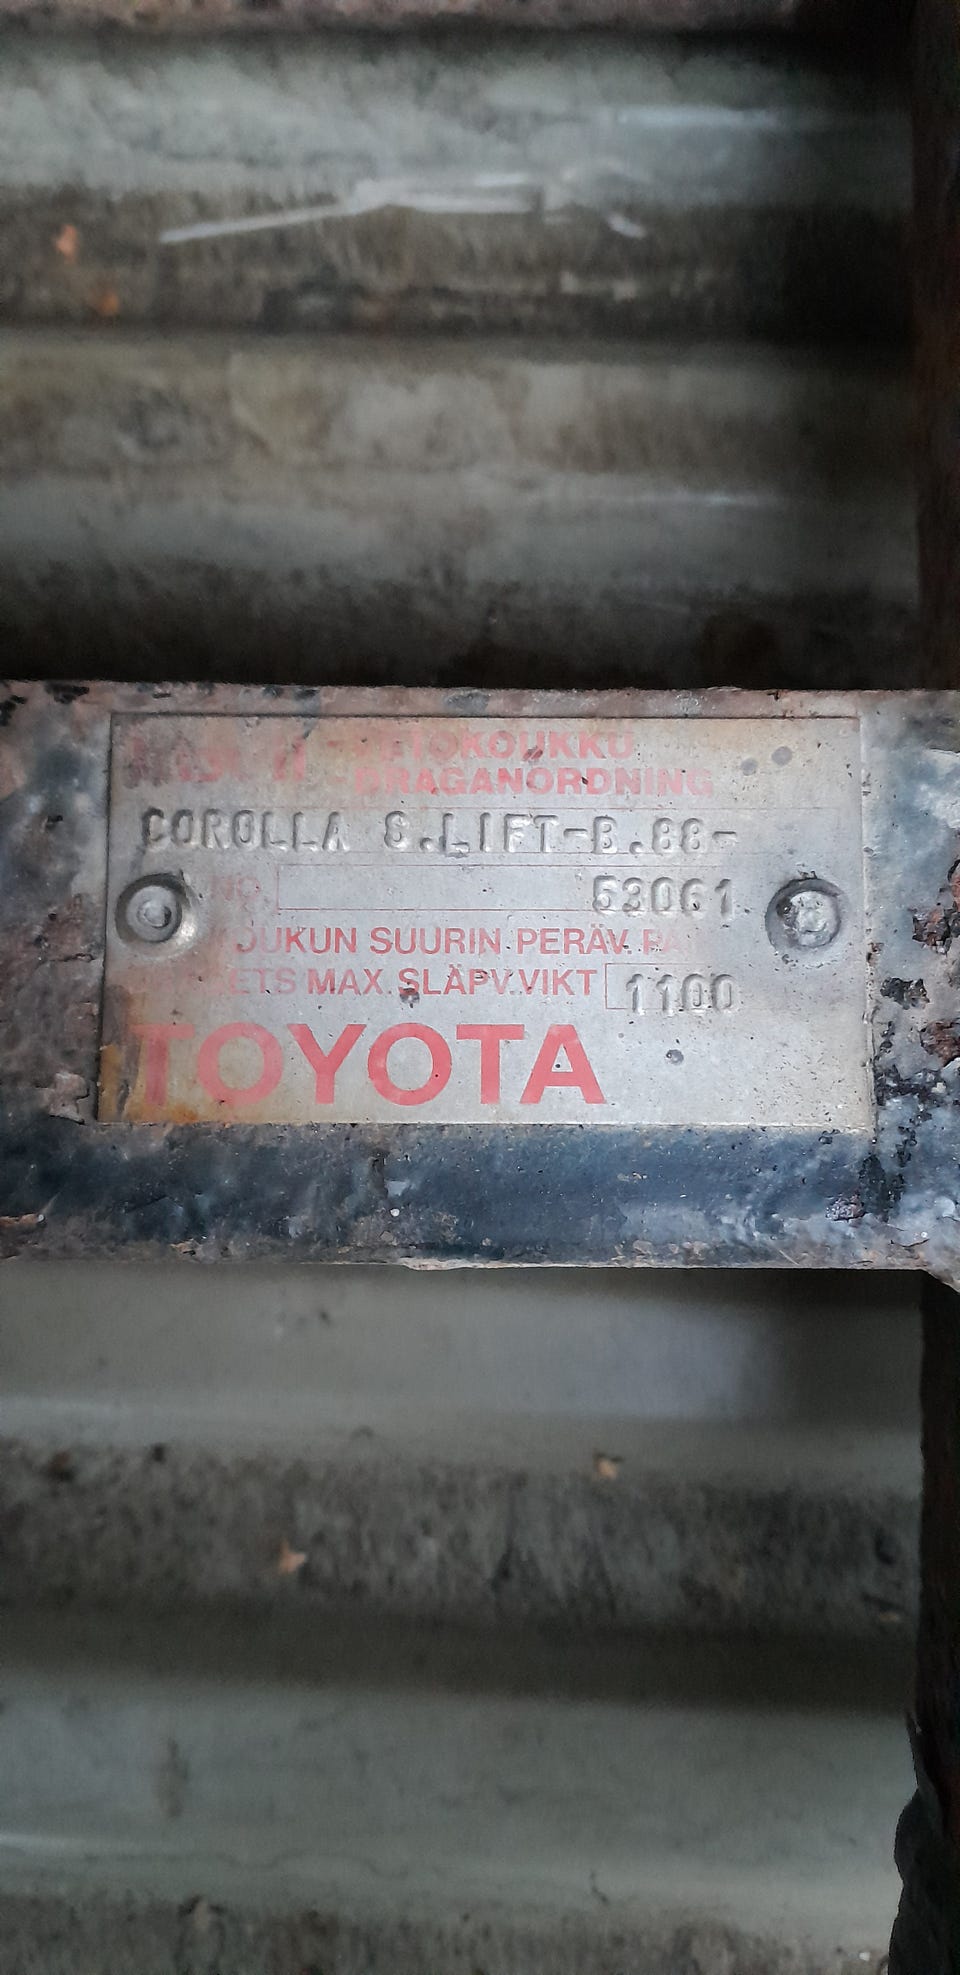 VETOKOUKKU
-DRAGANORDNING
COROLLA S.LIFT-B.88-
NO 53061
KOUKUN SUURIN PERÄV. PA
MAX. SLÄPV.VIKT 1100
TOYOTA